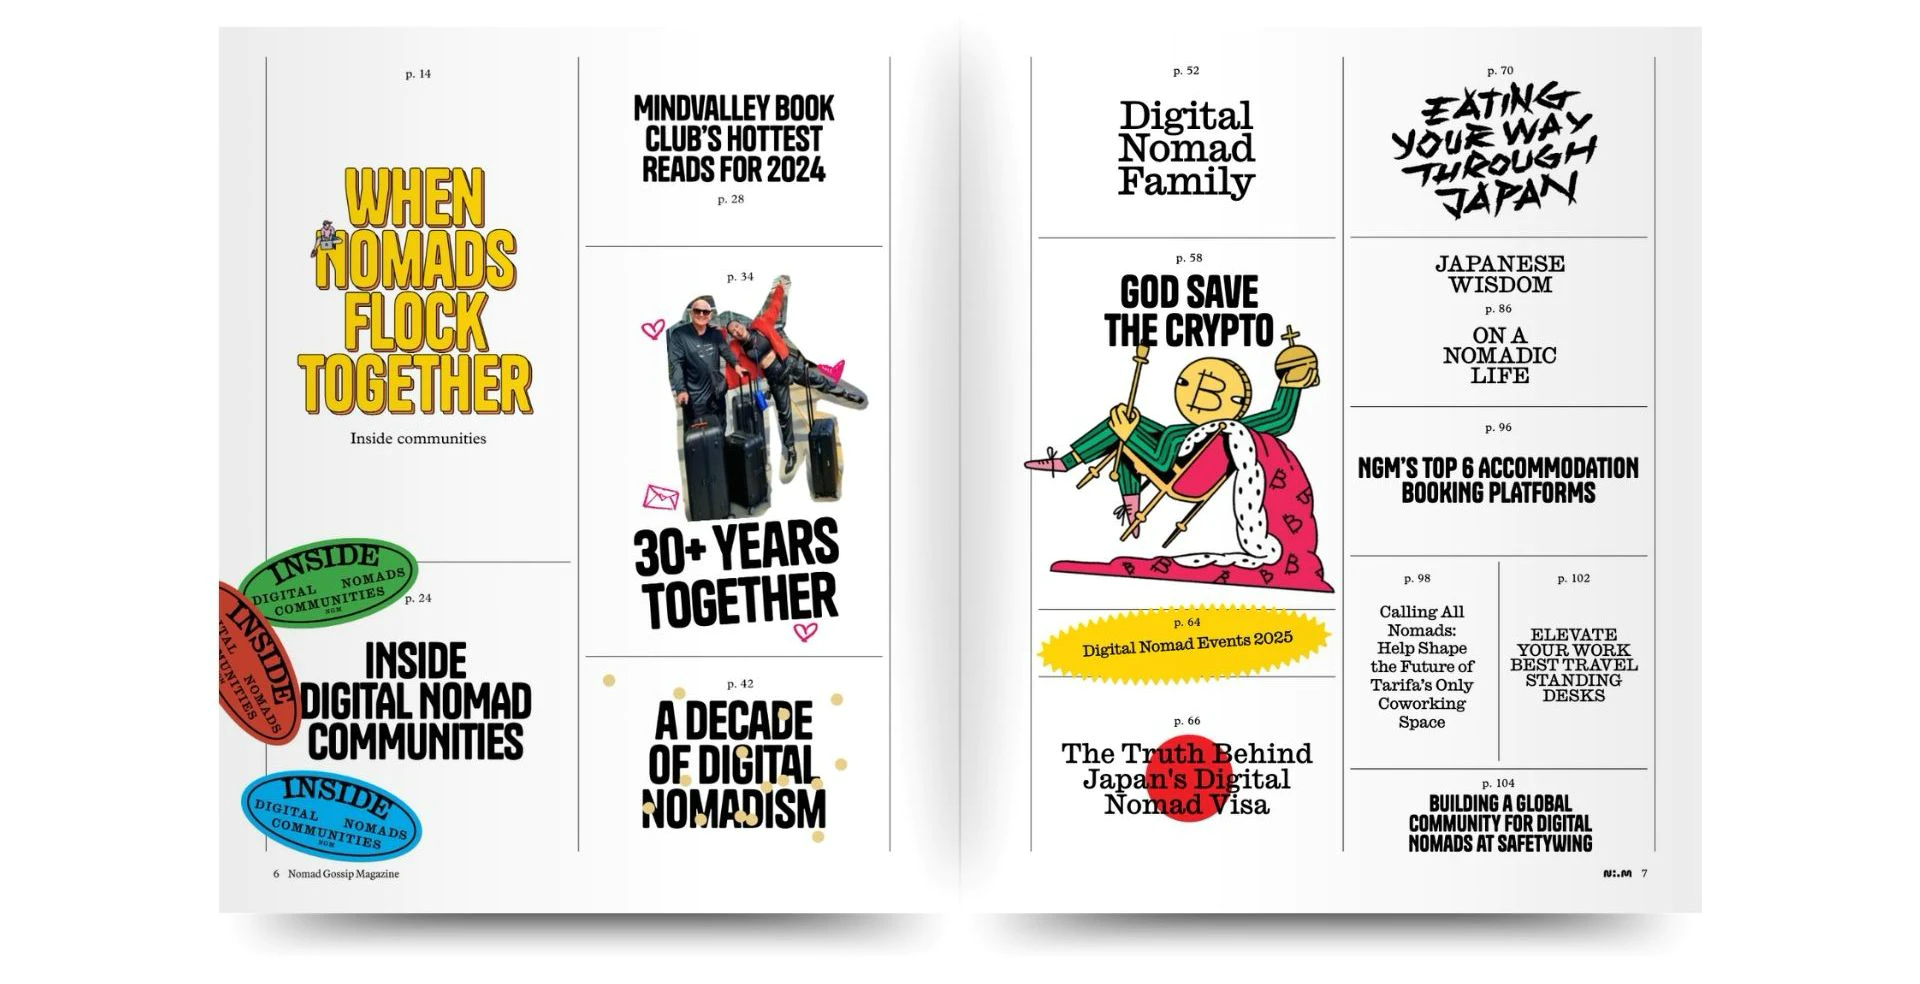 p. 14
WHEN
NOMADS
FLOCK
TOGETHER
Inside communities
INSIDE
DIGITAL NOMADS
COMMUNITIES
NGM
INSIDE
NOMADS
p. 24
INSIDE
DIGITAL NOMAD
COMMUNITIES
INSIDE
DIGITAL NOMADS
COMMUNITIES
NGM
6 Nomad Gossip Magazine
MINDVALLEY BOOK
CLUB'S HOTTEST
READS FOR 2024
p. 28
p. 34
30+ YEARS
TOGETHER
p. 42
A DECADE
OF DIGITAL
NOMADISM
p. 52
Digital
Nomad
Family
p. 58
GOD SAVE
THE CRYPTO
p. 64
Digital Nomad Events 2025
p. 66
The Truth Behind
Japan's Digital
Nomad Visa
p. 70
EATING
YOUR WAY
THROUGH
JAPAN
JAPANESE
WISDOM
p. 86
ON A
NOMADIC
LIFE
p. 96
NGM'S TOP 6 ACCOMMODATION
BOOKING PLATFORMS
p. 98
Calling All
Nomads:
Help Shape
the Future of
Tarifa's Only
Coworking
Space
p. 102
ELEVATE
YOUR WORK
BEST TRAVEL
STANDING
DESKS
p. 104
BUILDING A GLOBAL
COMMUNITY FOR DIGITAL
NOMADS AT SAFETYWING
7